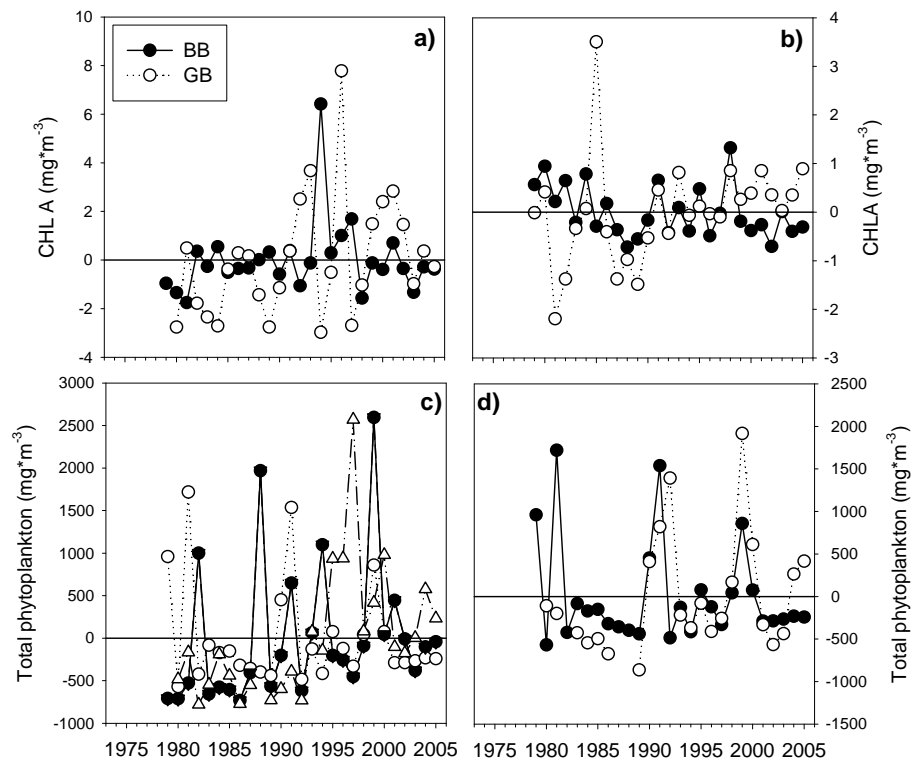 a)
BB
GB
10
8
6
4
2
0
-2
-4
CHL A (mg*m-3)
b)
4
3
2
1
0
-1
-2
-3
CHLA (mg*m-3)
c)
3000
2500
2000
1500
1000
500
0
-500
-1000
Total phytoplankton (mg*m-3)
1975 1980 1985 1990 1995 2000 2005
d)
2500
2000
1500
1000
500
0
-500
-1000
-1500
Total phytoplankton (mg*m-3)
1975 1980 1985 1990 1995 2000 2005